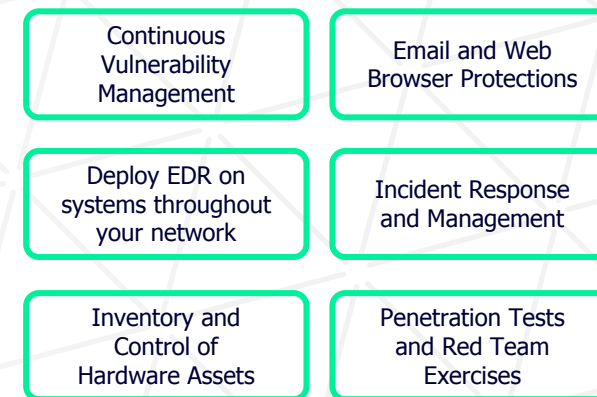 Continuous
Vulnerability
Management
Email and Web
Browser Protections
Deploy EDR on
systems throughout
your network
Incident Response
and Management
Inventory and
Control of
Hardware Assets
Penetration Tests
and Red Team
Exercises